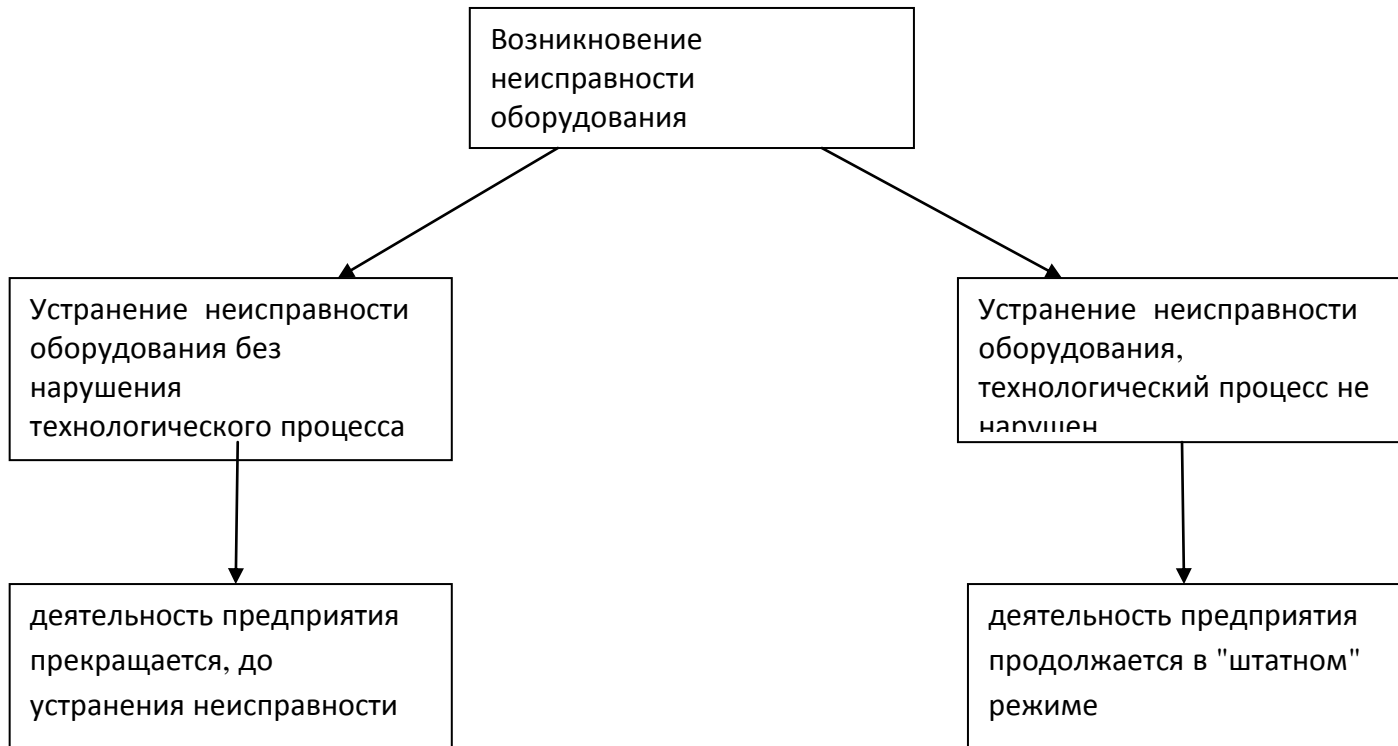 Возникновение
неисправности
оборудования
Устранение неисправности
оборудования без
нарушения
технологического процесса
Устранение неисправности
оборудования,
технологический процесс не
нарушен
деятельность предприятия
прекращается, до
устранения неисправности
деятельность предприятия
продолжается в "штатном"
режиме